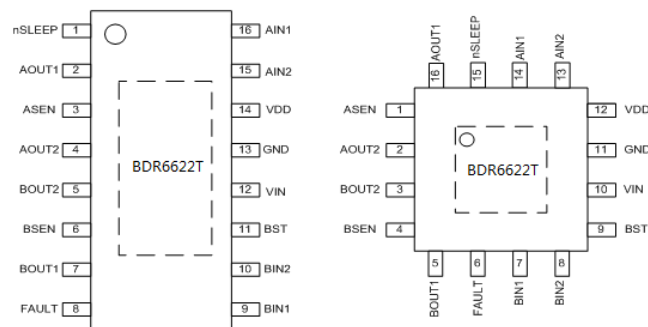 nSLEEP 1 16 AIN1
AOUT1 2 15 AIN2
ASEN 3 14 VDD
AOUT2 4 13 GND
BOUT2 5 12 VIN
BSEN 6 11 BST
BOUT1 7 10 BIN2
FAULT 8 9 BIN1
BDR6622T
AOUT1 16
nSLEEP 15
AIN1 14
AIN2 13
ASEN 1 12 VDD
AOUT2 2 11 GND
BOUT2 3 10 VIN
BSEN 4 9 BST
BDR6622T
5 BOUT1
6 FAULT
7 BIN1
8 BIN2